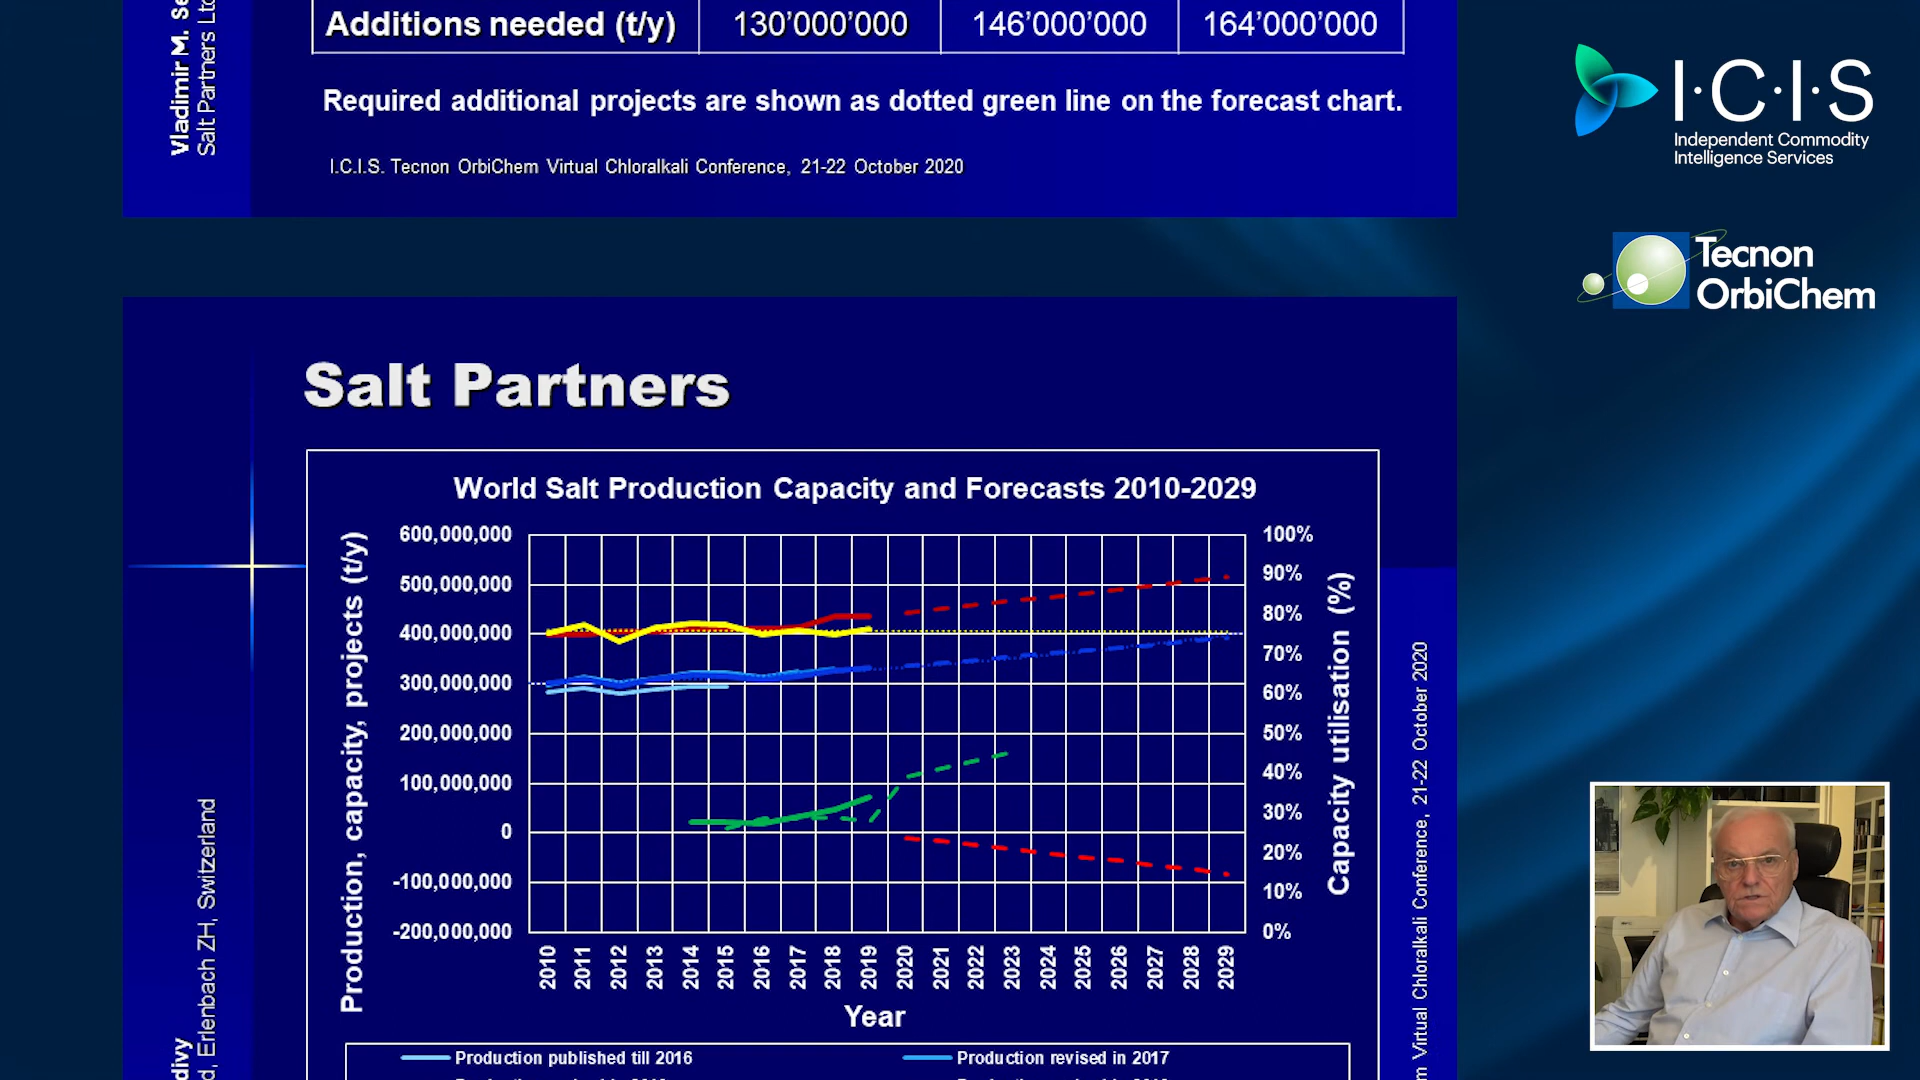 Additions needed (t/y) 130’000’000 146’000’000 164’000’000
Required additional projects are shown as dotted green line on the forecast chart.
I.C.I.S. Tecnon OrbiChem Virtual Chloralkali Conference, 21-22 October 2020
Vladimir M. Se
Salt Partners Ltd
I·C·I·S
Independent Commodity
Intelligence Services
Tecnon
OrbiChem
Salt Partners
World Salt Production Capacity and Forecasts 2010-2029
Production, capacity, projects (t/y)
600,000,000
500,000,000
400,000,000
300,000,000
200,000,000
100,000,000
0
-100,000,000
-200,000,000
100%
90%
80%
70%
60%
50%
40%
30%
20%
10%
0%
Capacity utilisation (%)
2010 2011 2012 2013 2014 2015 2016 2017 2018 2019 2020 2021 2022 2023 2024 2025 2026 2027 2028 2029
Year
Production published till 2016 Production revised in 2017
divy
d, Erlenbach ZH, Switzerland
m Virtual Chloralkali Conference, 21-22 October 2020